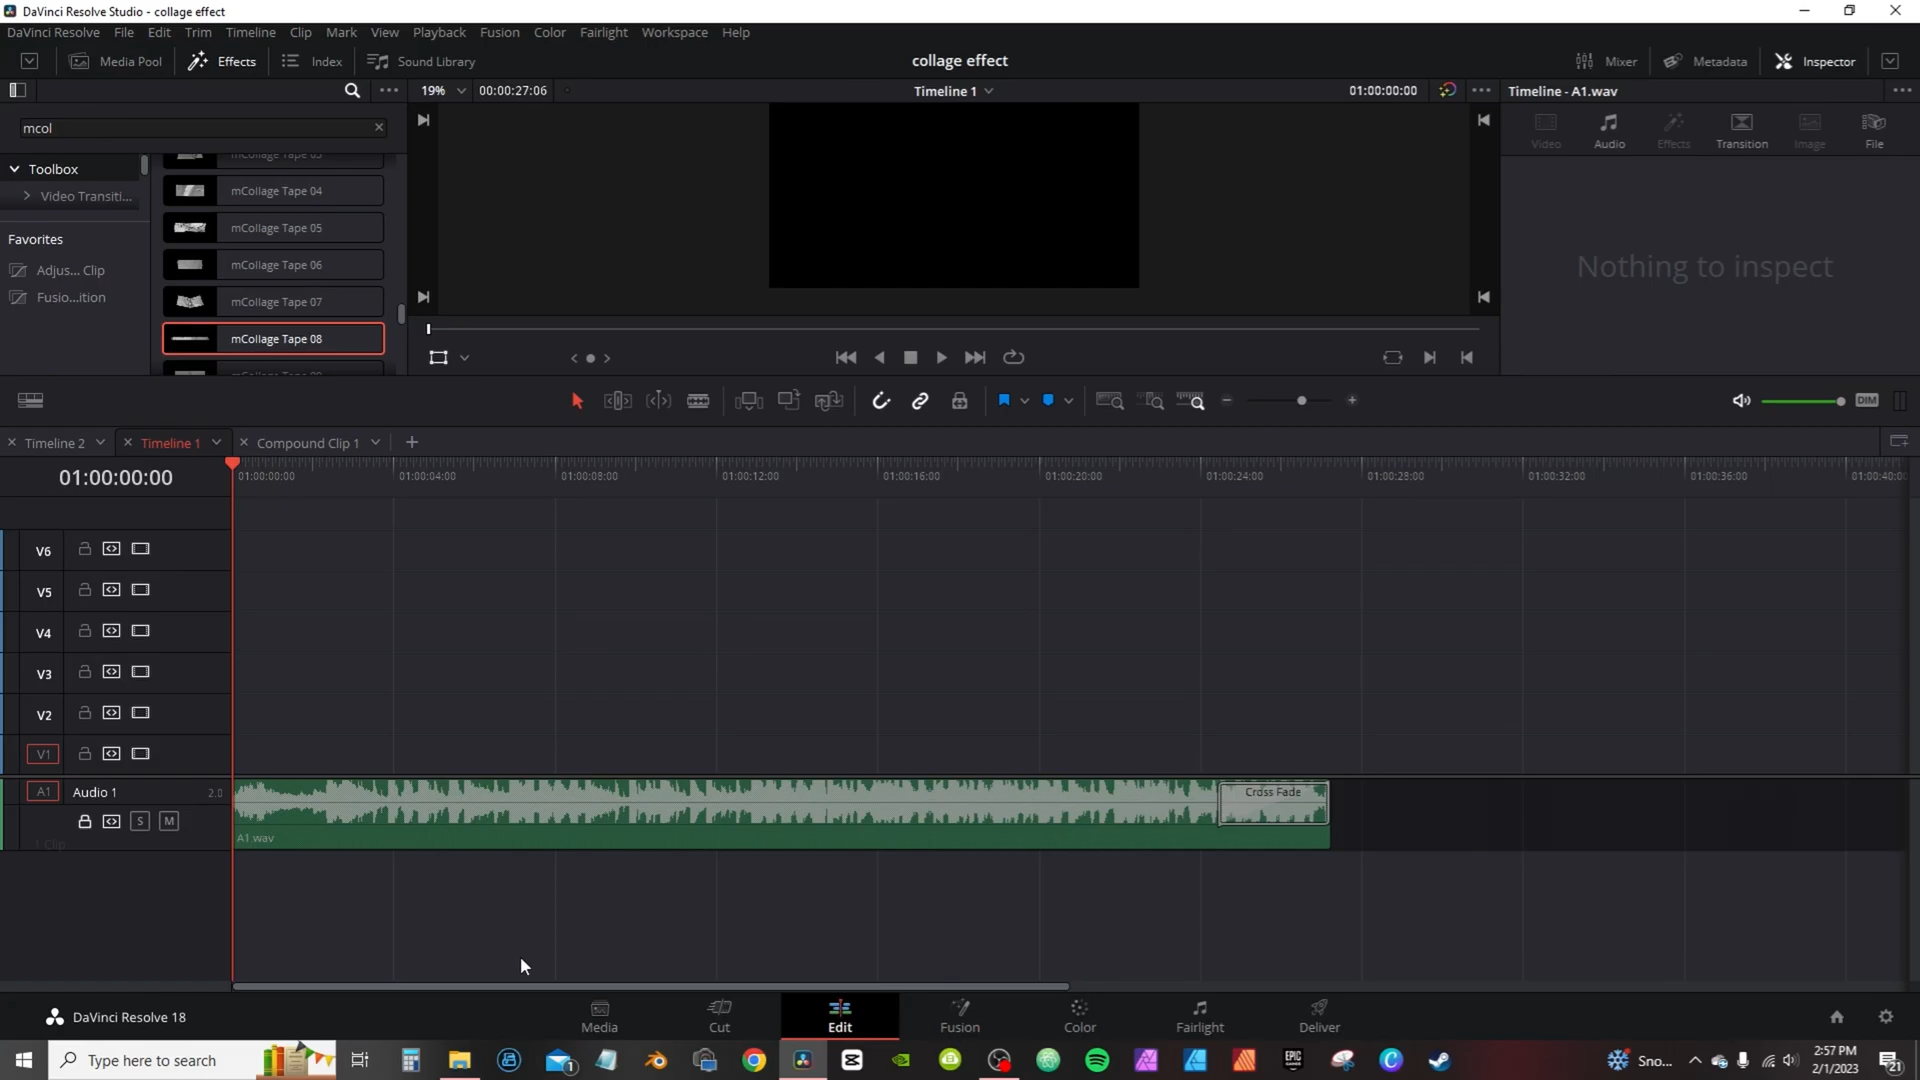 DaVinci Resolve Studio - collage effect
DaVinci Resolve File Edit Trim Timeline Clip Mark View Playback Fusion Color Fairlight Workspace Help
Media Pool Effects Index Sound Library collage effect Mixer Metadata Inspector
19% 00:00:27:06 Timeline 1 01:00:00:00 Timeline - A1.wav
mcol
Video Audio Effects Transition Image File
mCollage Tape 03
Toolbox
mCollage Tape 04
Video Transiti...
mCollage Tape 05
Favorites
mCollage Tape 06
Adjus... Clip
Nothing to inspect
Fusio...ition
mCollage Tape 07
mCollage Tape 08
DIM
Timeline 2 Timeline 1 Compound Clip 1
01:00:00:00
01:00:00:00 01:00:04:00 01:00:08:00 01:00:12:00 01:00:16:00 01:00:20:00 01:00:24:00 01:00:28:00 01:00:32:00 01:00:36:00 01:00:40:00
V6
V5
V4
V3
V2
V1
A1 Audio 1 2.0 Cross Fade
S M
A1.wav
1 Clip
DaVinci Resolve 18
Media Cut Edit Fusion Color Fairlight Deliver
Type here to search
Sno...
2:57 PM
2/1/2023
21